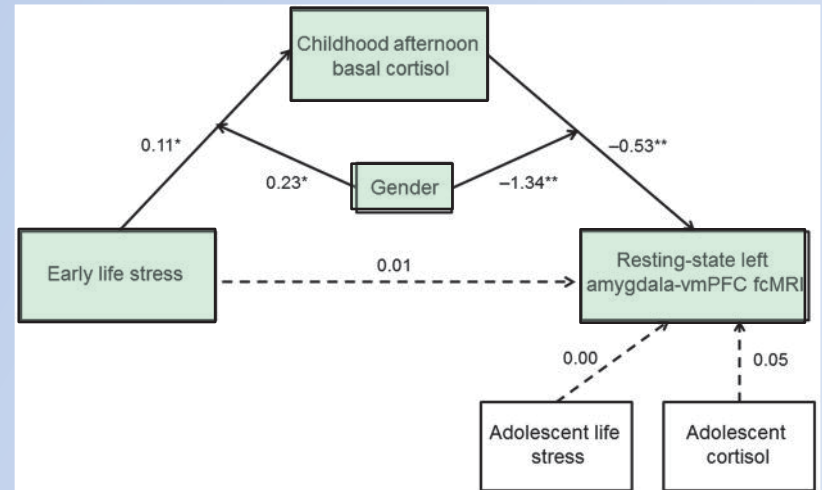 Childhood afternoon
basal cortisol
0.11*
–0.53**
0.23*
Gender
–1.34**
Early life stress
0.01
Resting-state left
amygdala-vmPFC fcMRI
0.00
0.05
Adolescent life
stress
Adolescent
cortisol